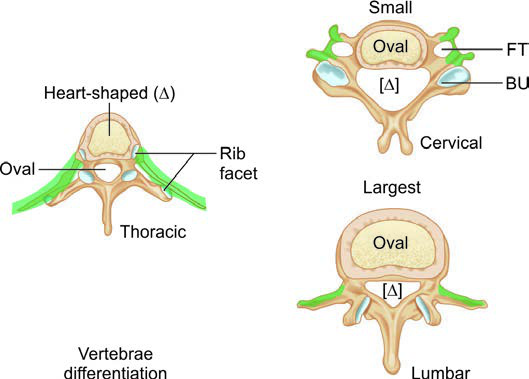 Small
Oval
FT
[Δ]
BU
Cervical
Heart-shaped (Δ)
Oval
Rib
facet
Thoracic
Largest
Oval
[Δ]
Lumbar
Vertebrae
differentiation